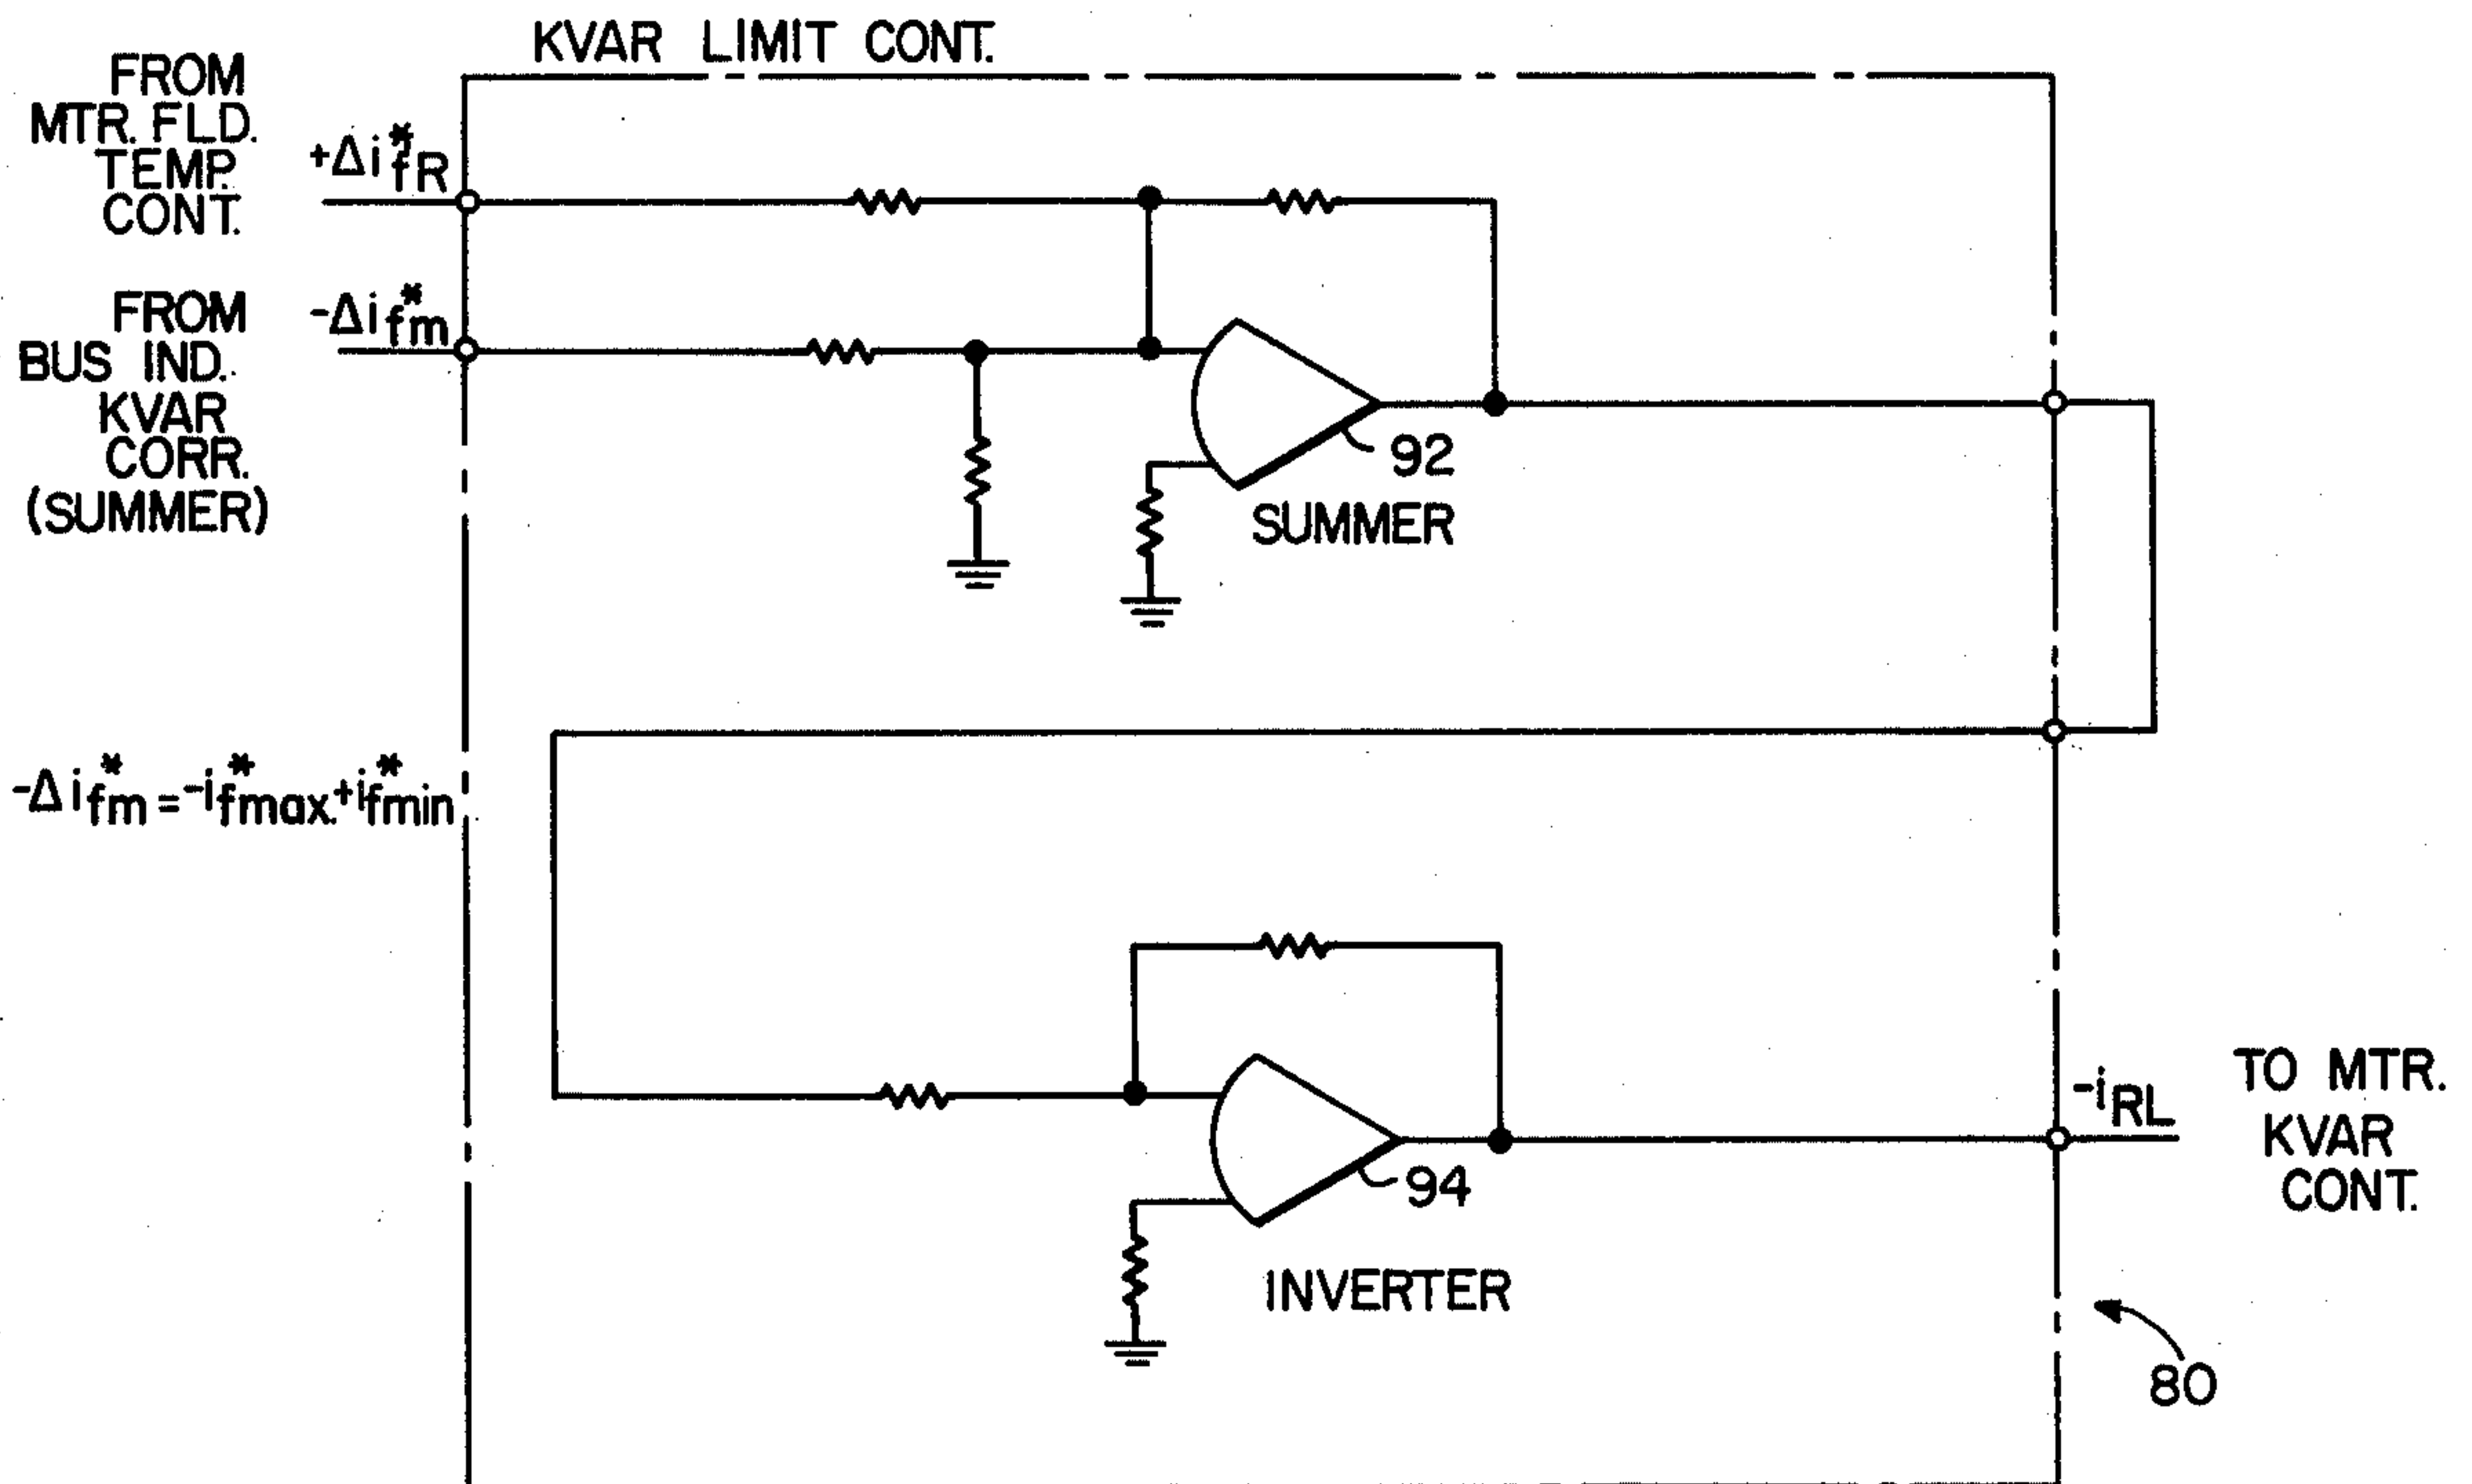 KVAR LIMIT CONT.
FROM
MTR. FLD.
TEMP.
CONT.
+Δi*fR
FROM
BUS IND.
KVAR
CORR.
(SUMMER)
-Δi*fm
92
SUMMER
-Δi*fm = -i*fmax. + i*fmin
94
INVERTER
-iRL
TO MTR.
KVAR
CONT.
80